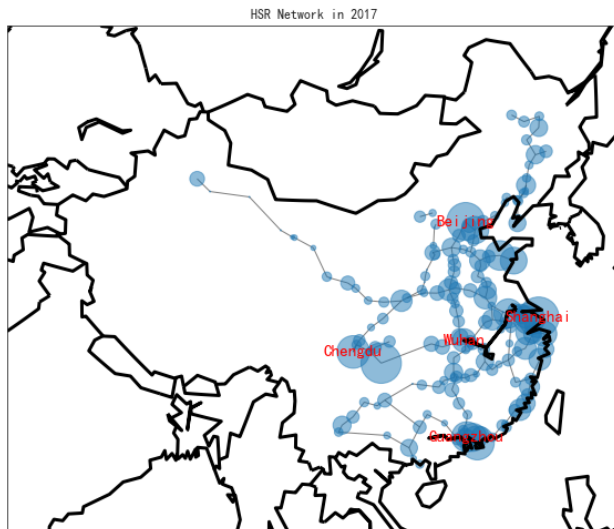 HSR Network in 2017
Beijing
Shanghai
Wuhan
Chengdu
Guangzhou